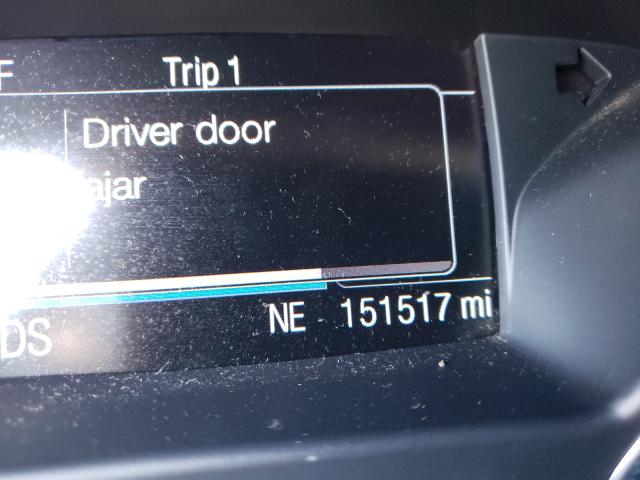 F Trip 1
Driver door
ajar
DS NE 151517 mi